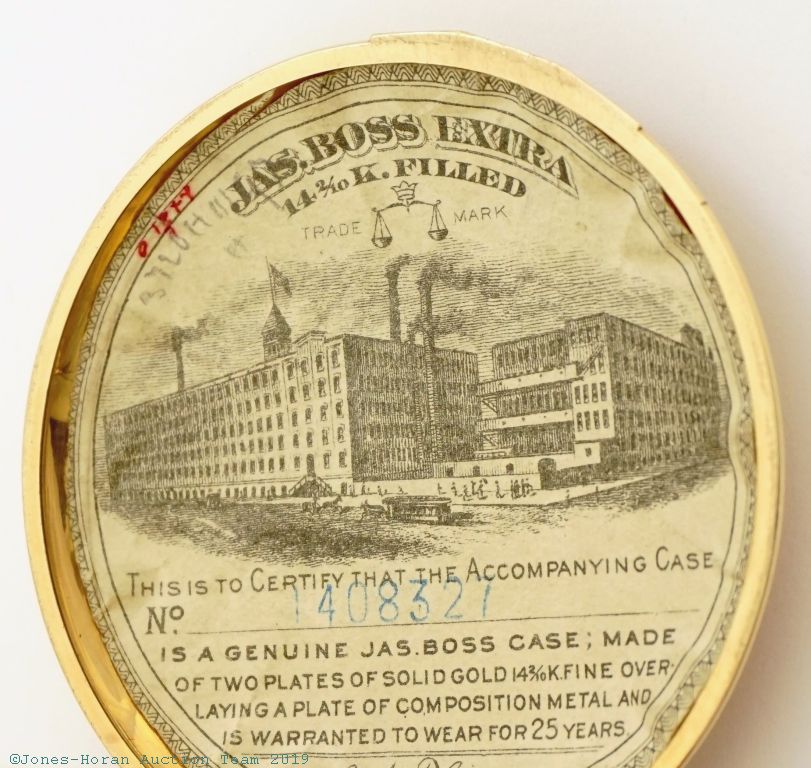 JAS. BOSS EXTRA
14 2/10 K. FILLED
TRADE MARK
THIS IS TO CERTIFY THAT THE ACCOMPANYING CASE
No. 1408327
IS A GENUINE JAS. BOSS CASE; MADE
OF TWO PLATES OF SOLID GOLD 14 2/10 K. FINE OVER-
LAYING A PLATE OF COMPOSITION METAL AND
IS WARRANTED TO WEAR FOR 25 YEARS.
©Jones-Horan Auction Team 2019